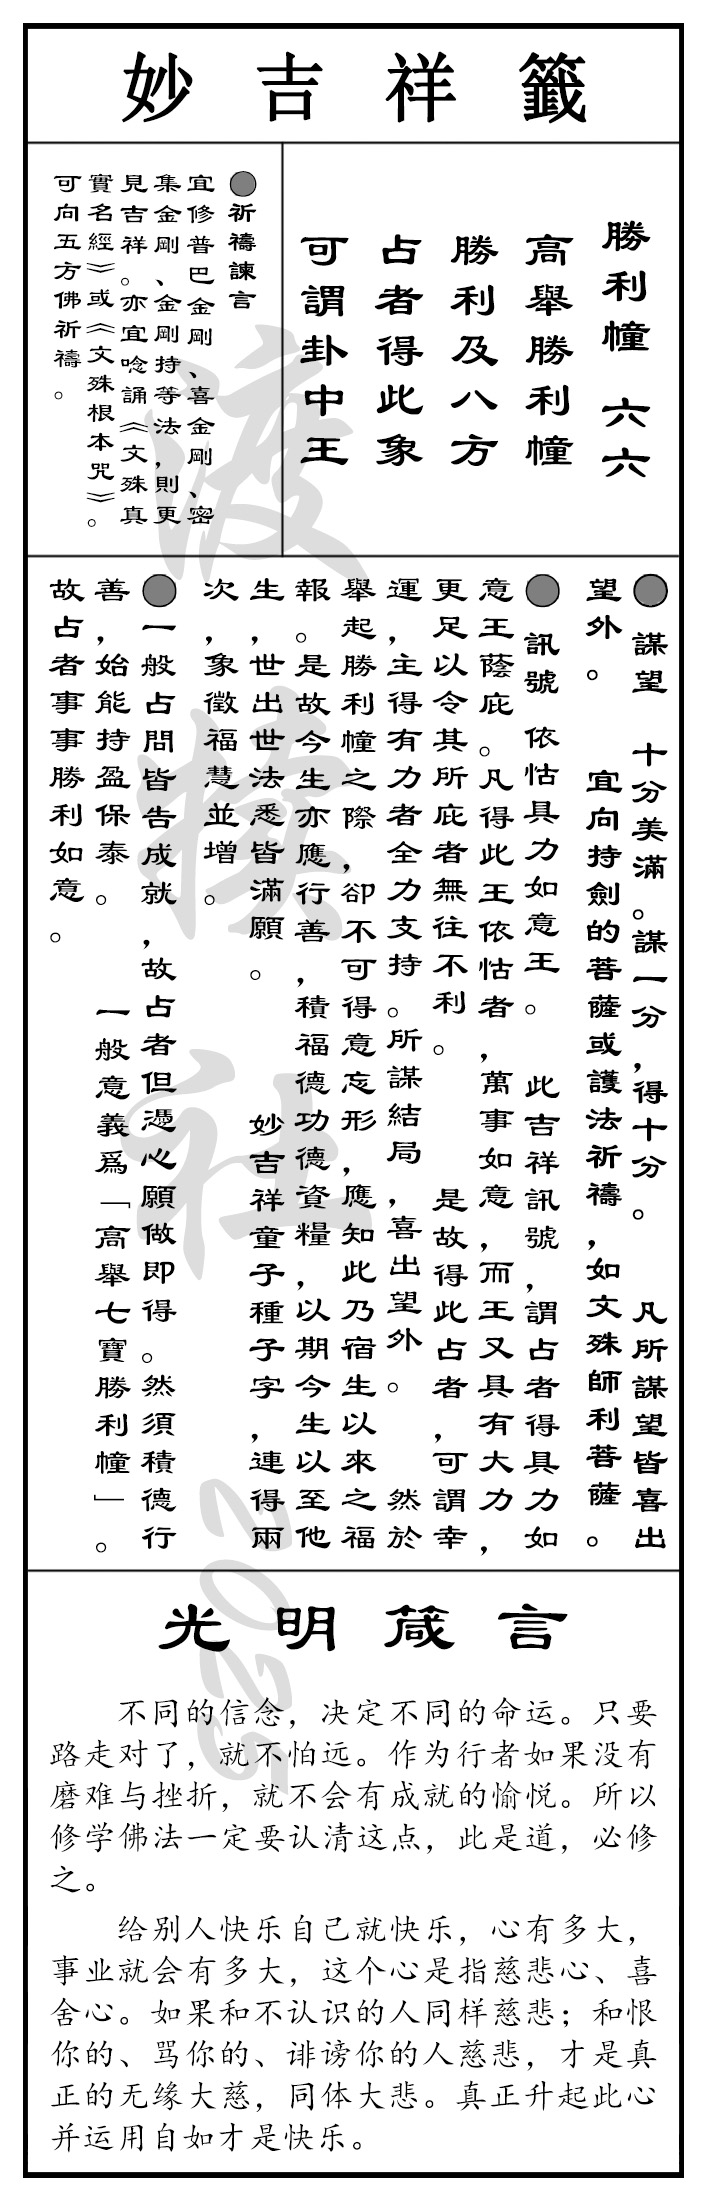 妙吉祥籤
勝利幢 六六
高舉勝利幢
勝利及八方
占者得此象
可謂卦中王
●祈禱諫言
宜修普巴金剛、喜金剛、密
集金剛、金剛持等法,則更
見吉祥。亦宜唸誦《文殊真
實名經》或《文殊根本咒》。
可向五方佛祈禱。
● 謀望 十分美滿。謀一分,得十分。 凡所謀望皆喜出
望外。 宜向持劍的菩薩或護法祈禱,如文殊師利菩薩。
● 訊號 依怙具力如意王。 此吉祥訊號,謂占者得具力如
意王蔭庇。凡得此王依怙者,萬事如意,而王又具有大力,
更足以令其所庇者無往不利。 是故得此占者,可謂幸
運,主得有力者全力支持。所謀結局,喜出望外。 然於
舉起勝利幢之際,卻不可得意忘形,應知此乃宿生以來之福
報。是故今生亦應行善,積福德功德資糧,以期今生以至他
生,世出世法悉皆滿願。 妙吉祥童子種子字,連得兩
次,象徵福慧並增。
●一般占問皆告成就,故占者但憑心願做即得。然須積德行
善,始能持盈保泰。 一般意義爲「高舉七寶勝利幢」。
故占者事事勝利如意。
光明箴言
不同的信念，决定不同的命运。只要
路走对了，就不怕远。作为行者如果没有
磨难与挫折，就不会有成就的愉悦。所以
修学佛法一定要认清这点，此是道，必修
之。
给别人快乐自己就快乐，心有多大，
事业就会有多大，这个心是指慈悲心、喜
舍心。如果和不认识的人同样慈悲；和恨
你的、骂你的、诽谤你的人慈悲，才是真
正的无缘大慈，同体大悲。真正升起此心
并运用自如才是快乐。
渡
社
2025